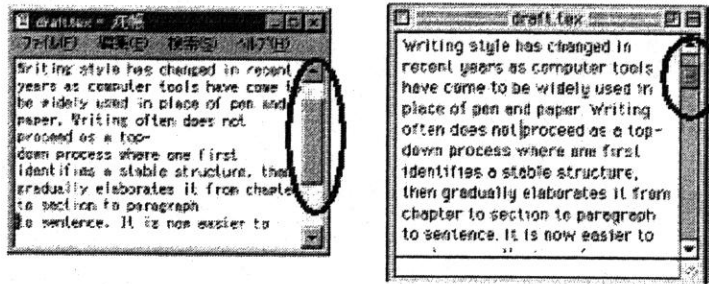 draft.tex - 茂幅
ファイル(F) 編集(E) 検索(S) ヘルプ(H)
Writing style has changed in recent
years as computer tools have come t
be widely used in place of pen and
paper. Writing often does not
proceed as a top-
down process where one first
identifies a stable structure, then
gradually elaborates it from chapte
to section to paragraph
to sentence. It is now easier to
draft.tex
Writing style has changed in
recent years as computer tools
have come to be widely used in
place of pen and paper. Writing
often does not proceed as a top-
down process where one first
identifies a stable structure,
then gradually elaborates it from
chapter to section to paragraph
to sentence. It is now easier to